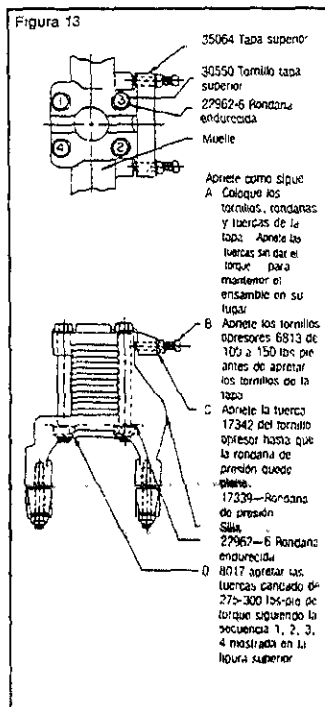 Figura 13
35064 Tapa superior
30550 Tornillo tapa
superior
22962-6 Rondana
endurecida
Muelle
1
3
4
2
Apriete como sigue
A Coloque los
tornillos, rondanas
y tuercas de la
tapa Apriete las
tuercas sin dar el
torque para
mantener el
ensamble en su
lugar
B Apriete los tornillos
opresores 6813 de
100 a 150 lbs pie
antes de apretar
los tornillos de la
tapa
C Apriete la tuerca
17342 del tornillo
opresor hasta que
la rondana de
presión quede
plana.
17339—Rondana
de presión
Silla
22962—6 Rondana
endurecida
D 8017 apretar las
tuercas candado de
275-300 lbs-pie de
torque siguiendo la
secuencia 1, 2, 3,
4 mostrada en la
figura superior